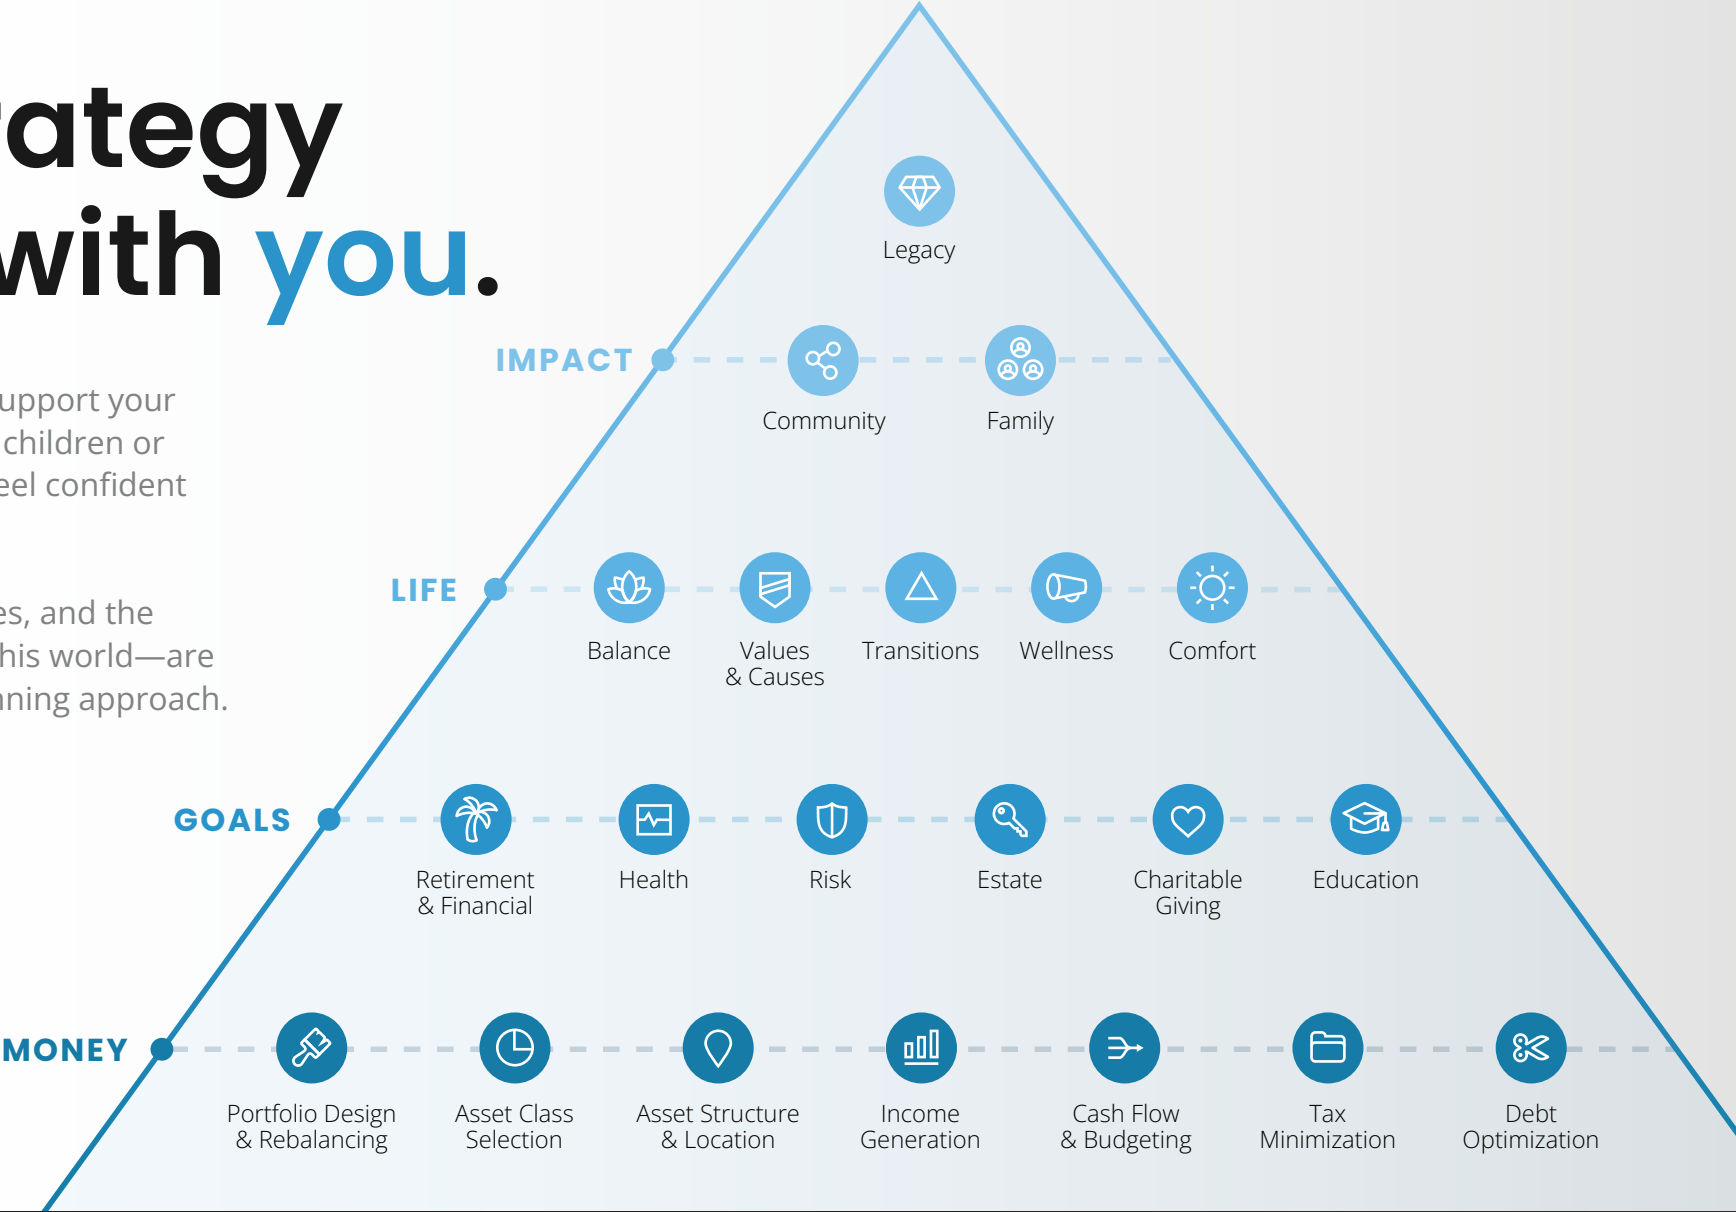 rategy
with you.
upport your
children or
eel confident
es, and the
his world—are
nning approach.
Legacy
IMPACT
Community Family
LIFE
Balance Values & Causes Transitions Wellness Comfort
GOALS
Retirement & Financial Health Risk Estate Charitable Giving Education
MONEY
Portfolio Design & Rebalancing
Asset Class Selection
Asset Structure & Location
Income Generation
Cash Flow & Budgeting
Tax Minimization
Debt Optimization